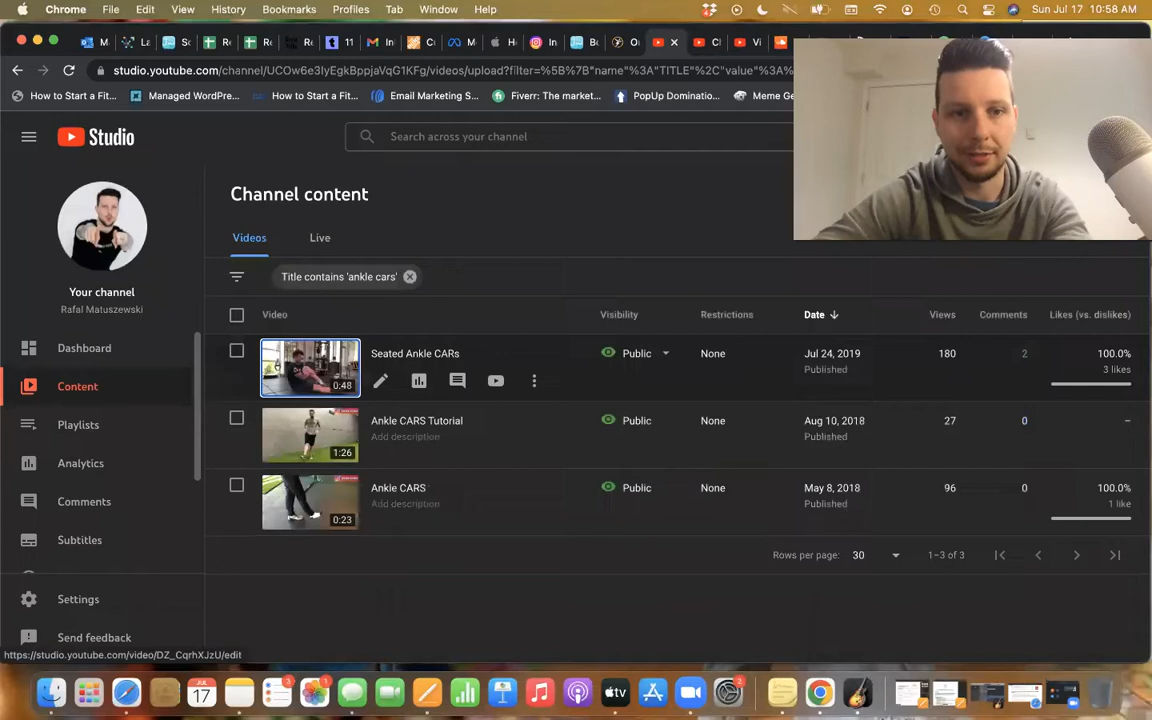 Chrome File Edit View History Bookmarks Profiles Tab Window Help Sun Jul 17 10:58 AM
studio.youtube.com/channel/UCOw6e3IyEgkBppjaVqG1KFg/videos/upload?filter=%5B%7B"name"%3A"TITLE"%2C"value"%3A%
How to Start a Fit... Managed WordPre... How to Start a Fit... Email Marketing S... Fiverr: The market... PopUp Dominatio... Meme Ge
Studio
Search across your channel
Your channel
Rafal Matuszewski
Dashboard
Content
Playlists
Analytics
Comments
Subtitles
Settings
Send feedback
Channel content
Videos Live
Title contains 'ankle cars'
Video Visibility Restrictions Date Views Comments Likes (vs. dislikes)
0:48
Seated Ankle CARs Public None Jul 24, 2019 180 2 100.0%
Published 3 likes
1:26
Ankle CARS Tutorial Public None Aug 10, 2018 27 0 –
Add description Published
0:23
Ankle CARS Public None May 8, 2018 96 0 100.0%
Add description Published 1 like
Rows per page: 30 1–3 of 3
https://studio.youtube.com/video/DZ_CqrhXJzU/edit
JUL
17
3
1
tv
2